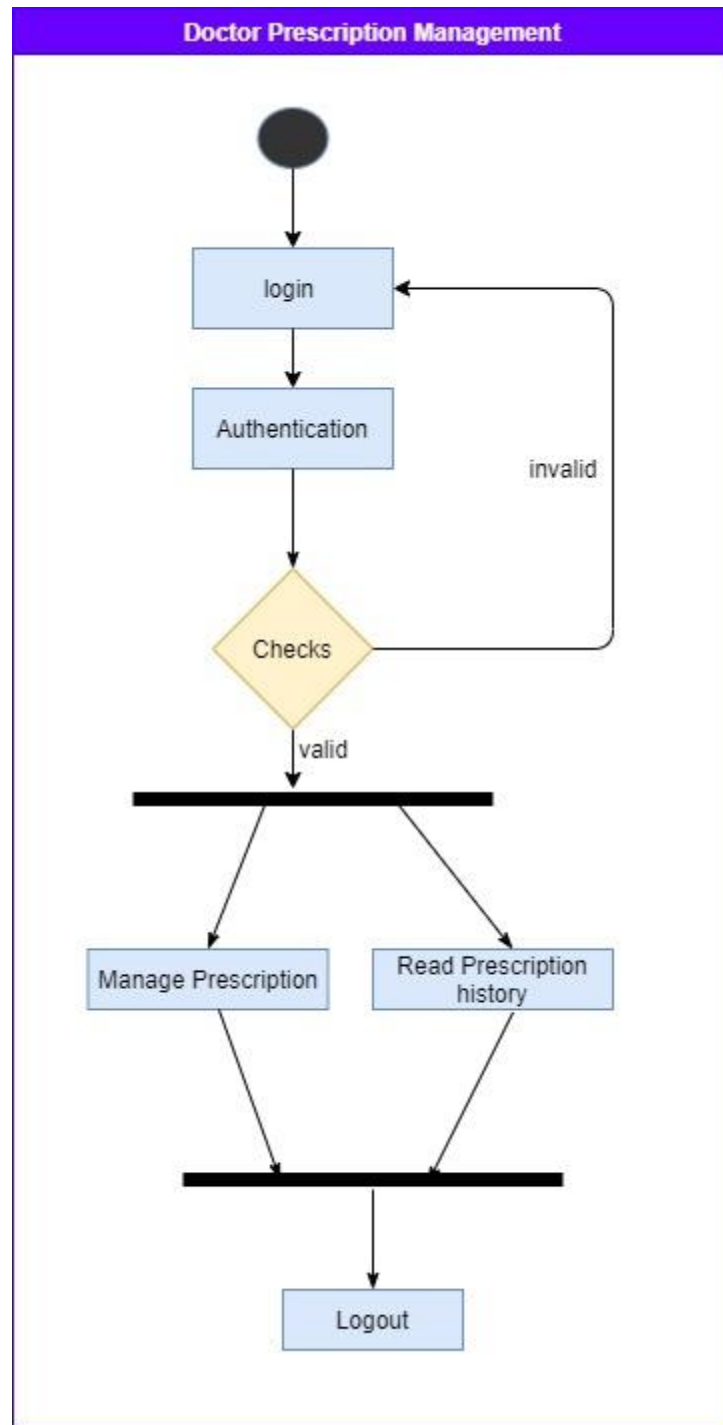 Doctor Prescription Management
login
Authentication
invalid
Checks
valid
Manage Prescription
Read Prescription
history
Logout